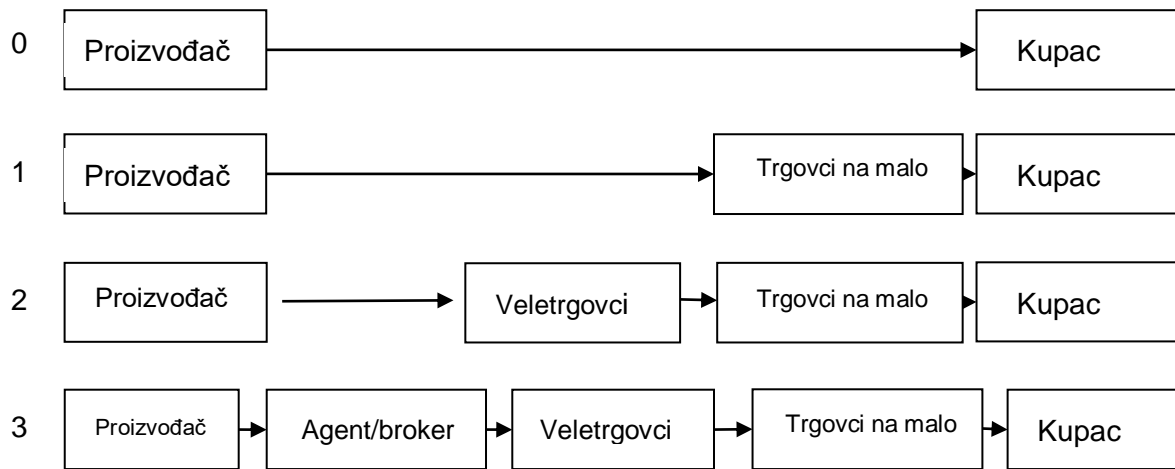 0 Proizvođač Kupac
1 Proizvođač Trgovci na malo Kupac
2 Proizvođač Veletrgovci Trgovci na malo Kupac
3 Proizvođač Agent/broker Veletrgovci Trgovci na malo Kupac